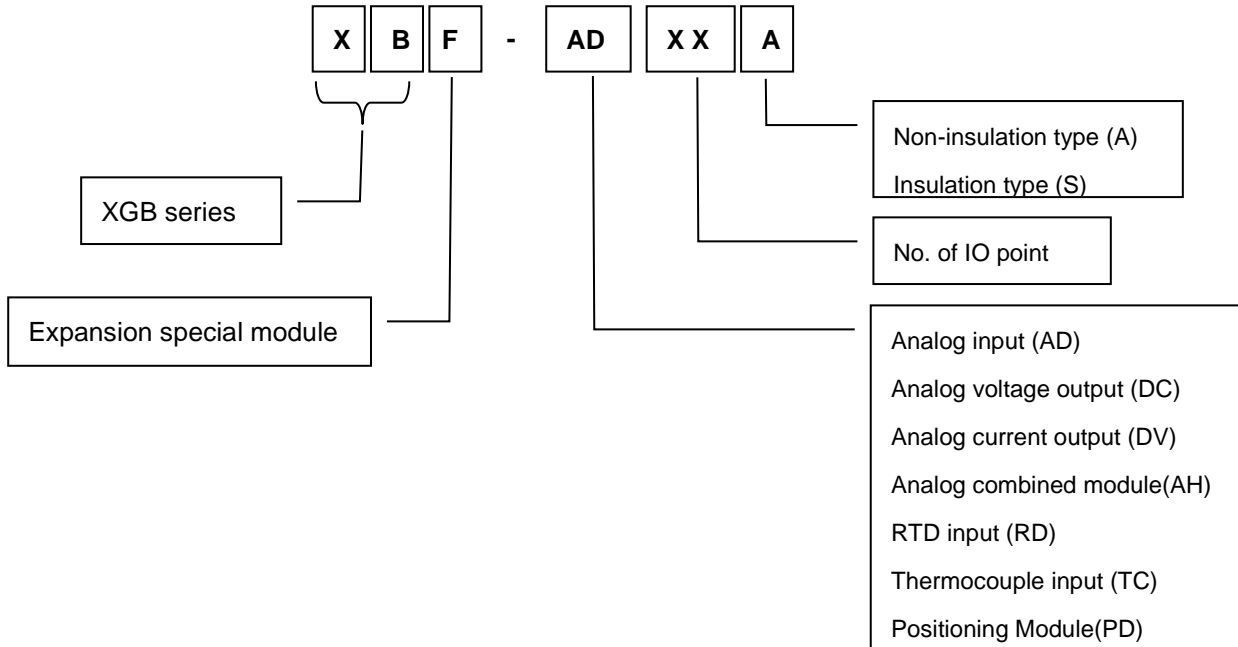 X B F - AD X X A
Non-insulation type (A)
Insulation type (S)
XGB series
No. of IO point
Expansion special module
Analog input (AD)
Analog voltage output (DC)
Analog current output (DV)
Analog combined module(AH)
RTD input (RD)
Thermocouple input (TC)
Positioning Module(PD)